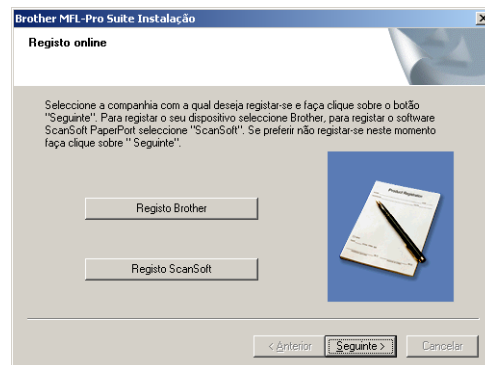 Brother MFL-Pro Suite Instalação
Registo online
Seleccione a companhia com a qual deseja registar-se e faça clique sobre o botão
"Seguinte". Para registar o seu dispositivo seleccione Brother, para registar o software
ScanSoft PaperPort seleccione "ScanSoft". Se preferir não registar-se neste momento
faça clique sobre " Seguinte".
Product Registration
Registo Brother
Registo ScanSoft
< Anterior
Seguinte >
Cancelar